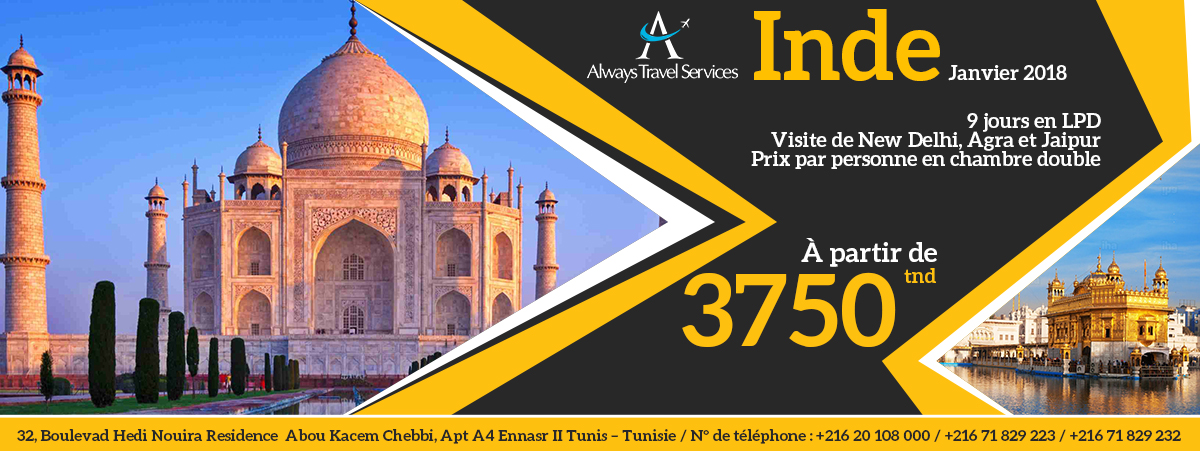 Always Travel Services
Inde Janvier 2018
9 jours en LPD
Visite de New Delhi, Agra et Jaipur
Prix par personne en chambre double
À partir de
3750 tnd
32, Boulevad Hedi Nouira Residence Abou Kacem Chebbi, Apt A4 Ennasr II Tunis – Tunisie / N° de téléphone : +216 20 108 000 / +216 71 829 223 / +216 71 829 232